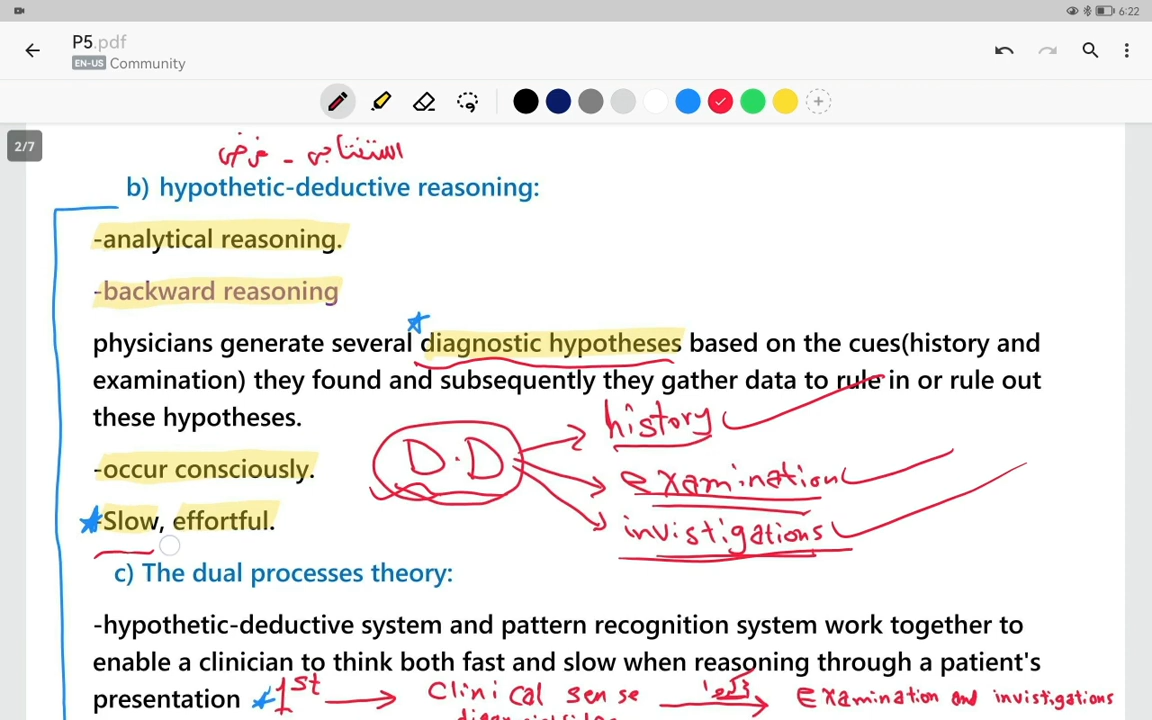 6:22
P5.pdf
EN-US Community
2/7
استنتاجي - فرضي
b) hypothetic-deductive reasoning:
-analytical reasoning.
-backward reasoning
physicians generate several diagnostic hypotheses based on the cues(history and
examination) they found and subsequently they gather data to rule in or rule out
these hypotheses.
history
D.D
examination
-occur consciously.
-Slow, effortful.
invistigations
c) The dual processes theory:
-hypothetic-deductive system and pattern recognition system work together to
enable a clinician to think both fast and slow when reasoning through a patient's
presentation
1st clinical sense Examination and invistigations